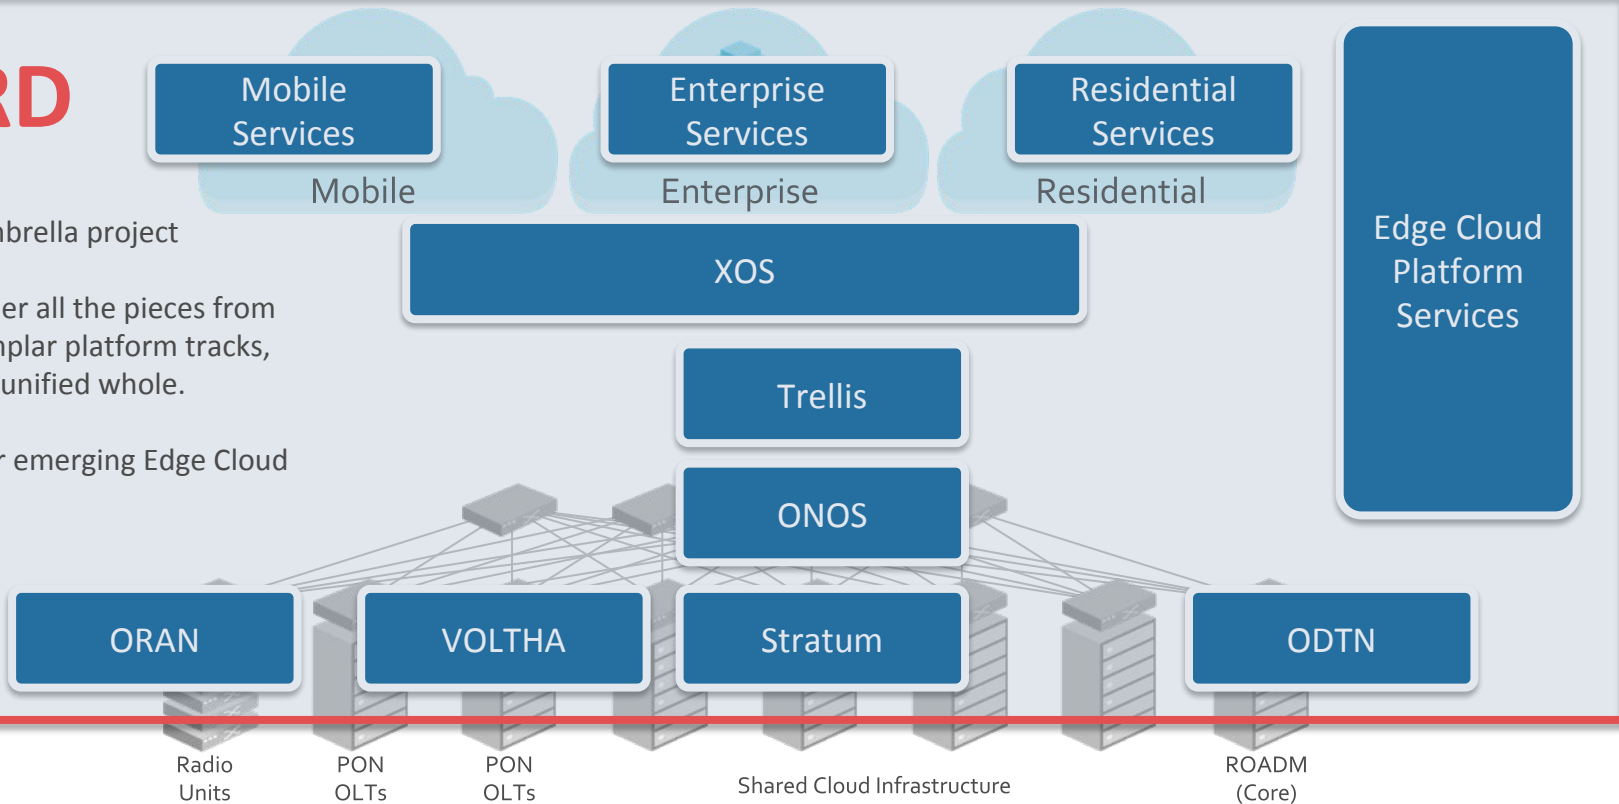 RD
Mobile
Services
Enterprise
Services
Residential
Services
Mobile
Enterprise
Residential
Edge Cloud
Platform
Services
nbrella project
XOS
er all the pieces from
nplar platform tracks,
unified whole.
Trellis
r emerging Edge Cloud
ONOS
ORAN
VOLTHA
Stratum
ODTN
Radio
Units
PON
OLTs
PON
OLTs
Shared Cloud Infrastructure
ROADM
(Core)